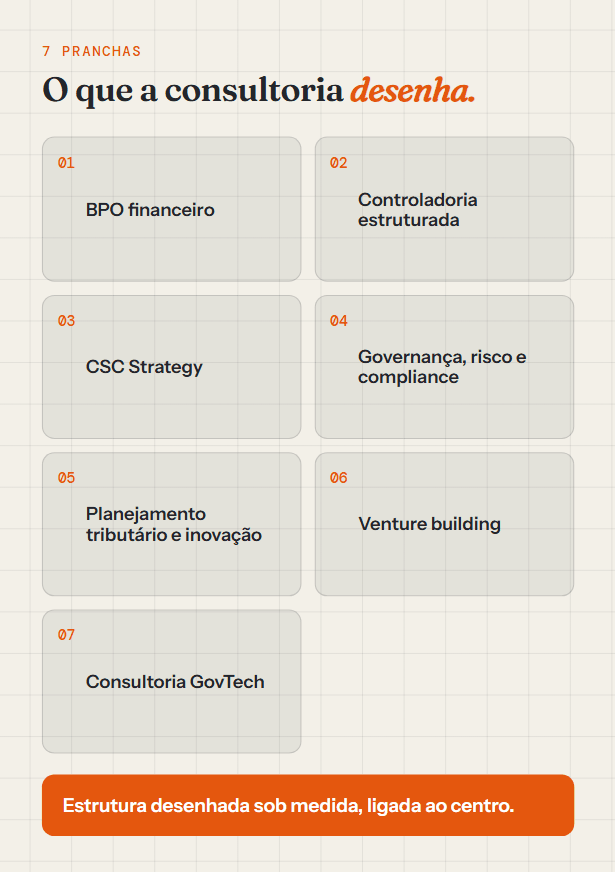 7 PRANCHAS
O que a consultoria desenha.
01
BPO financeiro
02
Controladoria
estruturada
03
CSC Strategy
04
Governança, risco e
compliance
05
Planejamento
tributário e inovação
06
Venture building
07
Consultoria GovTech
Estrutura desenhada sob medida, ligada ao centro.